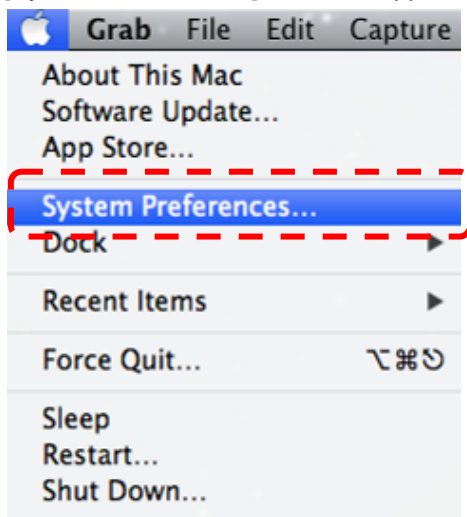 Grab File Edit Capture
About This Mac
Software Update...
App Store...
System Preferences...
Dock
Recent Items
Force Quit... ⌥⌘⎋
Sleep
Restart...
Shut Down...